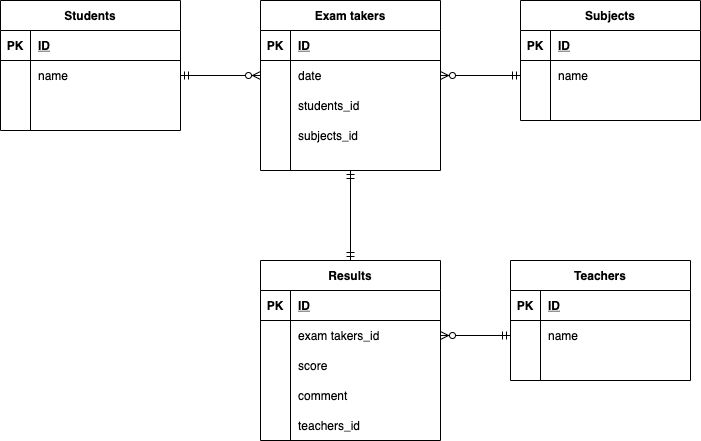 Students
PK ID
name
Exam takers
PK ID
date
students_id
subjects_id
Subjects
PK ID
name
Results
PK ID
exam takers_id
score
comment
teachers_id
Teachers
PK ID
name